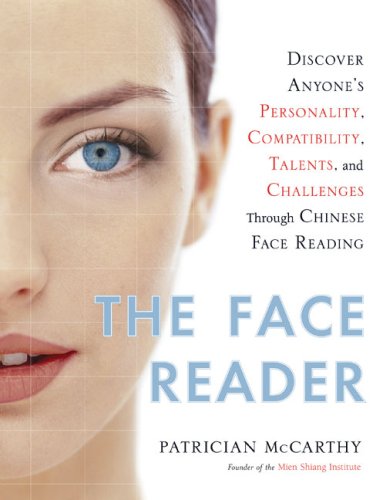 DISCOVER
ANYONE'S
PERSONALITY,
COMPATIBILITY,
TALENTS, and
CHALLENGES
Through CHINESE
FACE READING
THE FACE
READER
PATRICIAN McCARTHY
Founder of the Mien Shiang Institute